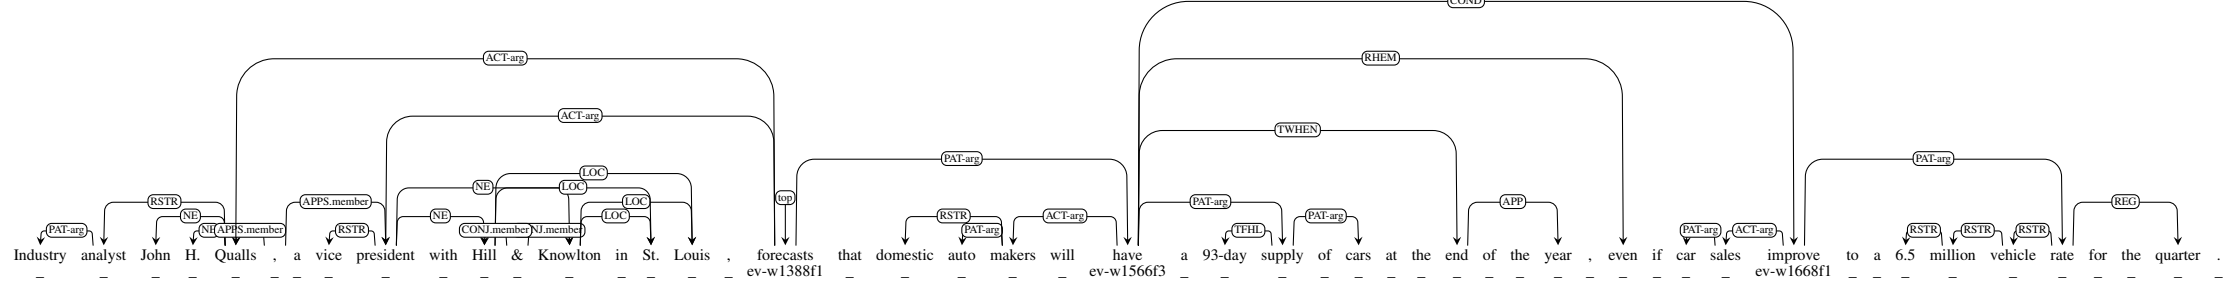 COND
ACT-arg RHEM
ACT-arg
TWHEN
PAT-arg PAT-arg
LOC
NE LOC
top
RSTR APPS.member LOC PAT-arg APP REG
NE NE LOC RSTR ACT-arg PAT-arg
PAT-arg NE APPS.member RSTR CONJ.member NJ.member PAT-arg TFHL PAT-arg ACT-arg RSTR RSTR RSTR
Industry analyst John H. Qualls , a vice president with Hill & Knowlton in St. Louis , forecasts that domestic auto makers will have a 93-day supply of cars at the end of the year , even if car sales improve to a 6.5 million vehicle rate for the quarter .
_ _ _ _ _ _ _ _ _ _ _ _ _ _ _ _ _ ev-w1388f1 _ _ _ _ _ ev-w1566f3 _ _ _ _ _ _ _ _ _ _ _ _ _ _ _ _ ev-w1668f1 _ _ _ _ _ _ _ _ _ _